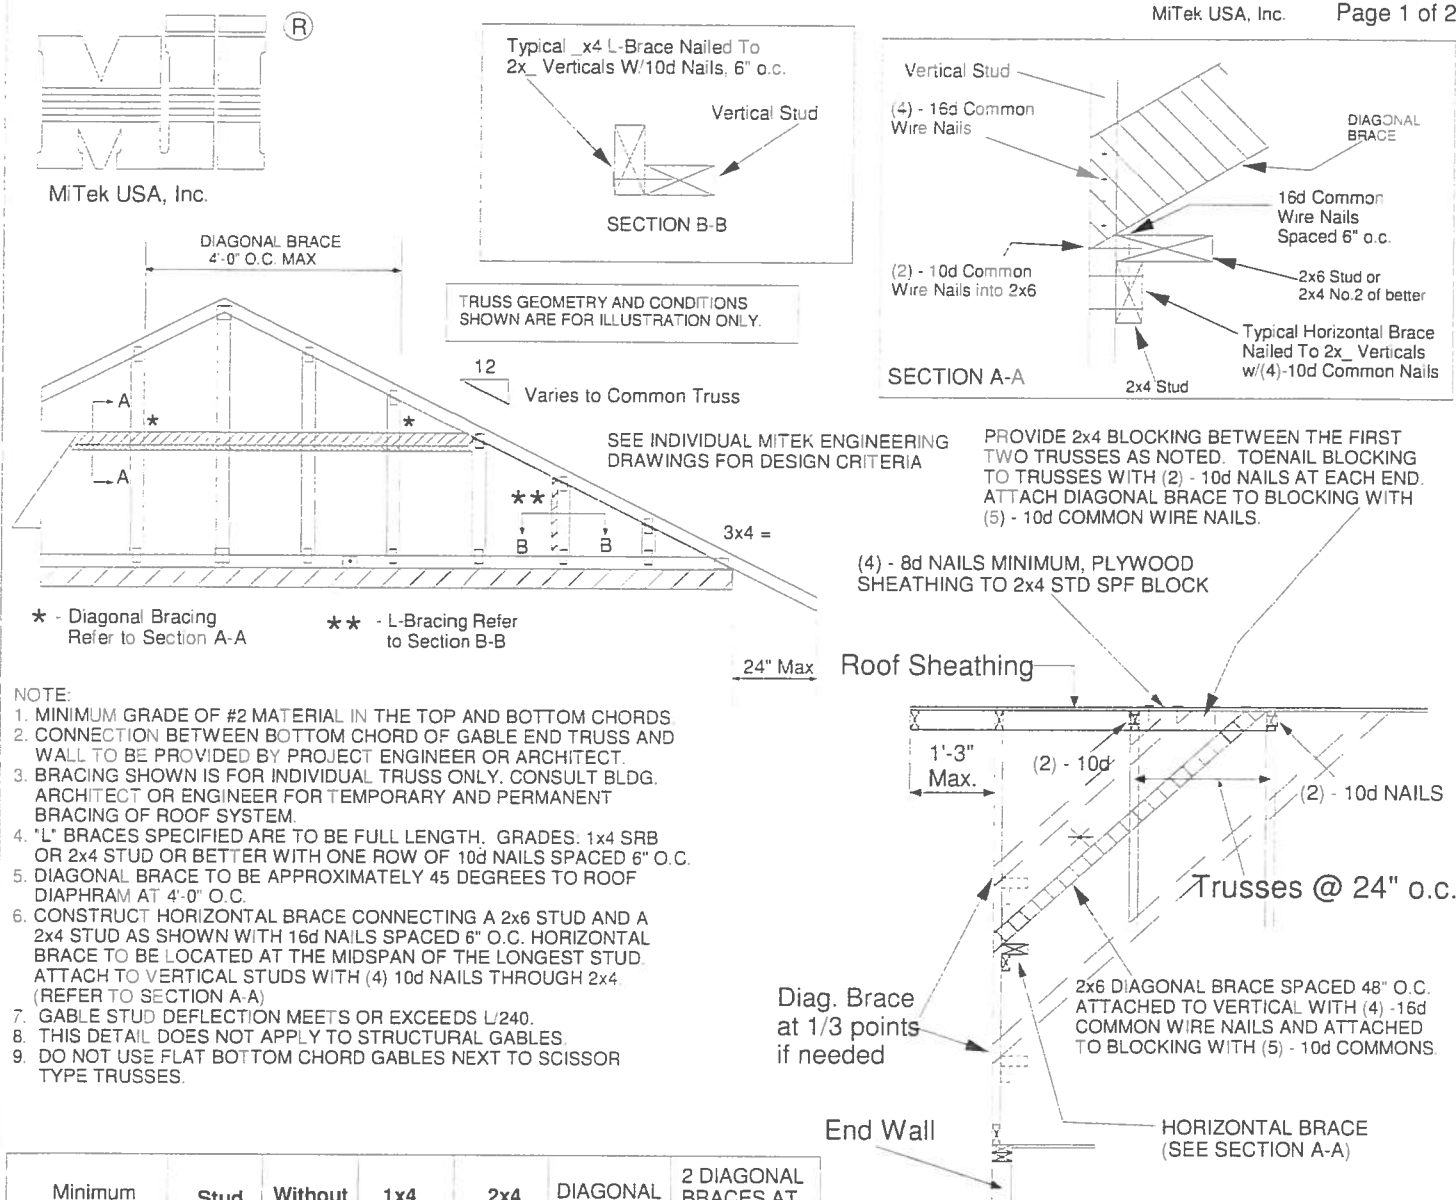 MiTek USA, Inc. Page 1 of 2
®
MiTek USA, Inc.
Typical _x4 L-Brace Nailed To
2x_ Verticals W/10d Nails, 6" o.c.
Vertical Stud
SECTION B-B
Vertical Stud
(4) - 16d Common
Wire Nails
DIAGONAL
BRACE
16d Common
Wire Nails
Spaced 6" o.c.
(2) - 10d Common
Wire Nails into 2x6
2x6 Stud or
2x4 No.2 of better
Typical Horizontal Brace
Nailed To 2x_ Verticals
w/(4)-10d Common Nails
SECTION A-A
2x4 Stud
DIAGONAL BRACE
4'-0" O.C. MAX
TRUSS GEOMETRY AND CONDITIONS
SHOWN ARE FOR ILLUSTRATION ONLY.
12
Varies to Common Truss
A
*
*
A
SEE INDIVIDUAL MITEK ENGINEERING
DRAWINGS FOR DESIGN CRITERIA
**
B
B
3x4 =
PROVIDE 2x4 BLOCKING BETWEEN THE FIRST
TWO TRUSSES AS NOTED. TOENAIL BLOCKING
TO TRUSSES WITH (2) - 10d NAILS AT EACH END.
ATTACH DIAGONAL BRACE TO BLOCKING WITH
(5) - 10d COMMON WIRE NAILS.
(4) - 8d NAILS MINIMUM, PLYWOOD
SHEATHING TO 2x4 STD SPF BLOCK
* - Diagonal Bracing
Refer to Section A-A
** - L-Bracing Refer
to Section B-B
24" Max
Roof Sheathing
NOTE:
1. MINIMUM GRADE OF #2 MATERIAL IN THE TOP AND BOTTOM CHORDS.
2. CONNECTION BETWEEN BOTTOM CHORD OF GABLE END TRUSS AND
WALL TO BE PROVIDED BY PROJECT ENGINEER OR ARCHITECT.
3. BRACING SHOWN IS FOR INDIVIDUAL TRUSS ONLY. CONSULT BLDG.
ARCHITECT OR ENGINEER FOR TEMPORARY AND PERMANENT
BRACING OF ROOF SYSTEM.
4. "L" BRACES SPECIFIED ARE TO BE FULL LENGTH. GRADES: 1x4 SRB
OR 2x4 STUD OR BETTER WITH ONE ROW OF 10d NAILS SPACED 6" O.C.
5. DIAGONAL BRACE TO BE APPROXIMATELY 45 DEGREES TO ROOF
DIAPHRAM AT 4'-0" O.C.
6. CONSTRUCT HORIZONTAL BRACE CONNECTING A 2x6 STUD AND A
2x4 STUD AS SHOWN WITH 16d NAILS SPACED 6" O.C. HORIZONTAL
BRACE TO BE LOCATED AT THE MIDSPAN OF THE LONGEST STUD.
ATTACH TO VERTICAL STUDS WITH (4) 10d NAILS THROUGH 2x4.
(REFER TO SECTION A-A)
7. GABLE STUD DEFLECTION MEETS OR EXCEEDS L/240.
8. THIS DETAIL DOES NOT APPLY TO STRUCTURAL GABLES.
9. DO NOT USE FLAT BOTTOM CHORD GABLES NEXT TO SCISSOR
TYPE TRUSSES.
1'-3"
Max.
(2) - 10d
(2) - 10d NAILS
*
Trusses @ 24" o.c.
Diag. Brace
at 1/3 points
if needed
2x6 DIAGONAL BRACE SPACED 48" O.C.
ATTACHED TO VERTICAL WITH (4) -16d
COMMON WIRE NAILS AND ATTACHED
TO BLOCKING WITH (5) - 10d COMMONS.
End Wall
HORIZONTAL BRACE
(SEE SECTION A-A)
Minimum
Stud
Without
1x4
2x4
DIAGONAL
2 DIAGONAL
BRACES AT